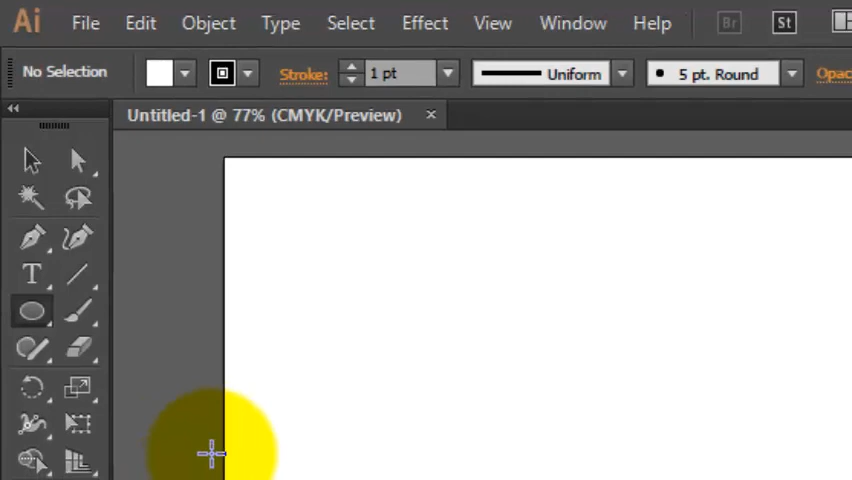 Ai File Edit Object Type Select Effect View Window Help Br St
No Selection Stroke: 1 pt Uniform 5 pt. Round
Untitled-1 @ 77% (CMYK/Preview) ×
T